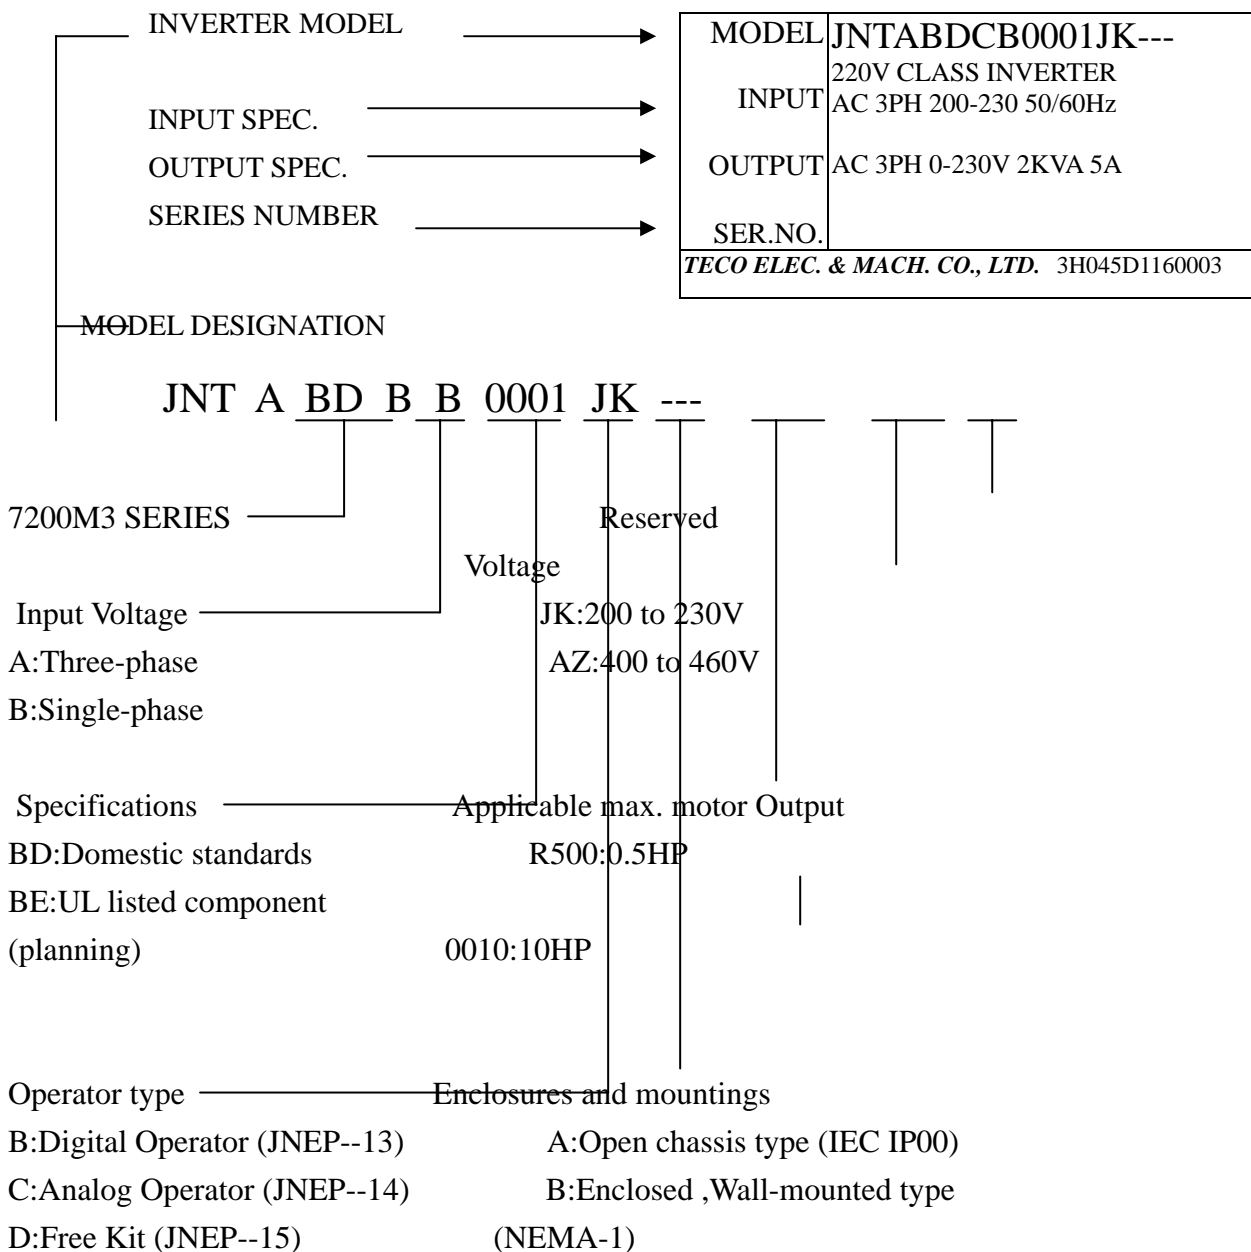 INVERTER MODEL
INPUT SPEC.
OUTPUT SPEC.
SERIES NUMBER
MODEL JNTABDCB0001JK---
220V CLASS INVERTER
INPUT AC 3PH 200-230 50/60Hz
OUTPUT AC 3PH 0-230V 2KVA 5A
SER.NO.
TECO ELEC. & MACH. CO., LTD. 3H045D1160003
MODEL DESIGNATION
JNT A BD B B 0001 JK ---
7200M3 SERIES Reserved
Voltage
Input Voltage JK:200 to 230V
A:Three-phase AZ:400 to 460V
B:Single-phase
Specifications Applicable max. motor Output
BD:Domestic standards R500:0.5HP
BE:UL listed component
(planning) 0010:10HP
Operator type Enclosures and mountings
B:Digital Operator (JNEP--13) A:Open chassis type (IEC IP00)
C:Analog Operator (JNEP--14) B:Enclosed ,Wall-mounted type
D:Free Kit (JNEP--15) (NEMA-1)